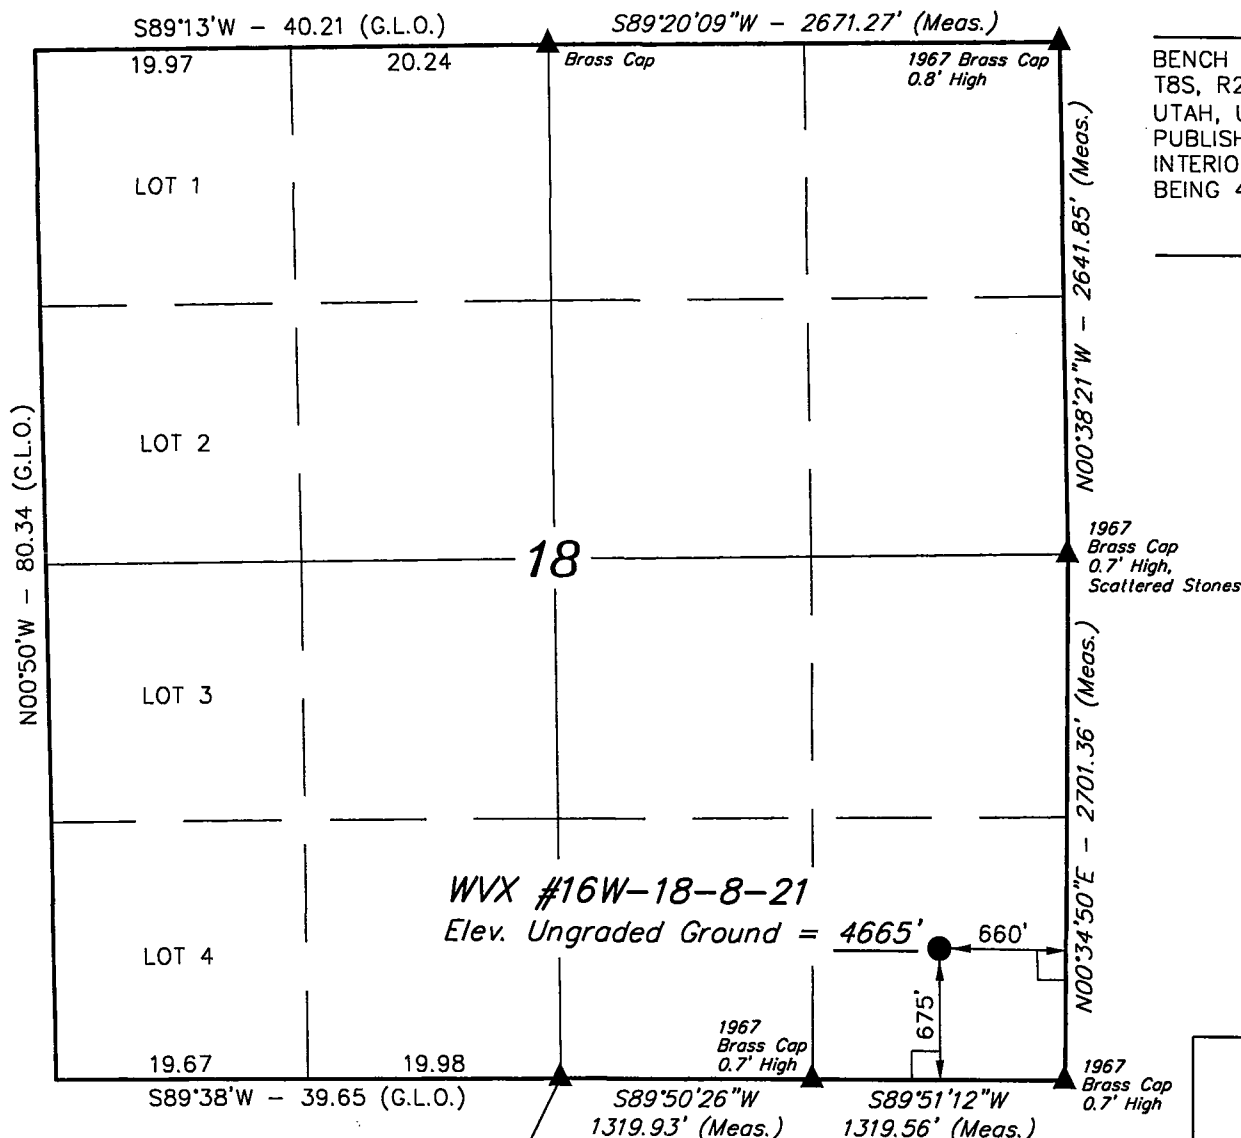 S89°13'W – 40.21 (G.L.O.)
S89°20'09"W – 2671.27' (Meas.)
19.97
20.24
Brass Cap
1967 Brass Cap
0.8' High
BENCH
T8S, R2
UTAH, U
PUBLISH
INTERIO
BEING 4
LOT 1
N00°38'21"W – 2641.85' (Meas.)
LOT 2
N00°50'W – 80.34 (G.L.O.)
18
1967
Brass Cap
0.7' High,
Scattered Stones
LOT 3
N00°34'50"E – 2701.36' (Meas.)
WVX #16W–18–8–21
Elev. Ungraded Ground = 4665'
660'
LOT 4
675'
1967
Brass Cap
0.7' High
19.67
19.98
1967
Brass Cap
0.7' High
S89°38'W – 39.65 (G.L.O.)
S89°50'26"W
1319.93' (Meas.)
S89°51'12"W
1319.56' (Meas.)